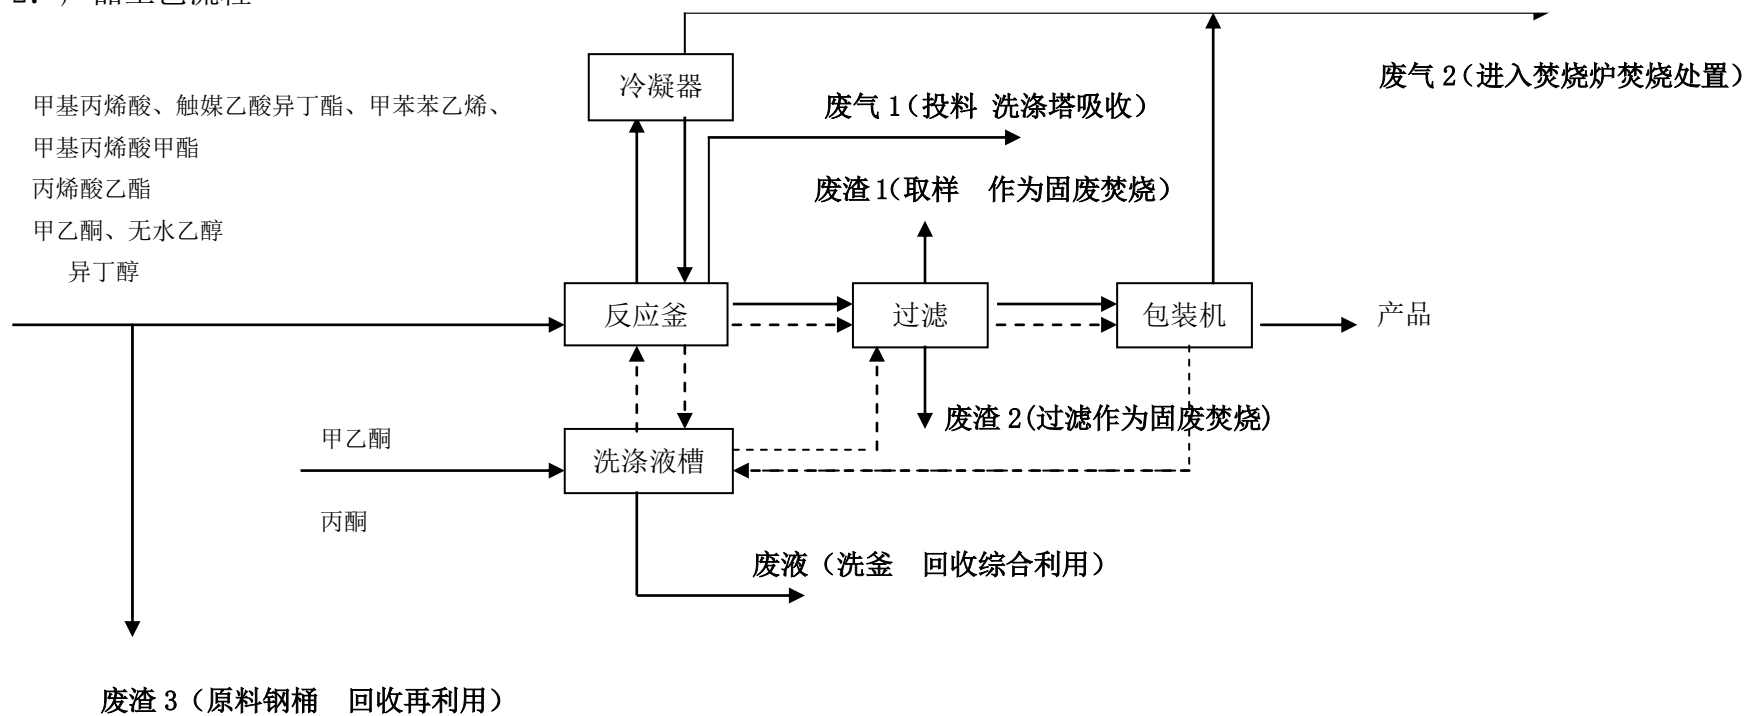 冷凝器
废气 2（进入焚烧炉焚烧处置）
甲基丙烯酸、触媒乙酸异丁酯、甲苯苯乙烯、
废气 1（投料 洗涤塔吸收）
甲基丙烯酸甲酯
丙烯酸乙酯
废渣 1（取样 作为固废焚烧）
甲乙酮、无水乙醇
异丁醇
反应釜
过滤
包装机
产品
废渣 2(过滤作为固废焚烧)
甲乙酮
洗涤液槽
丙酮
废液（洗釜 回收综合利用）
废渣 3（原料钢桶 回收再利用）